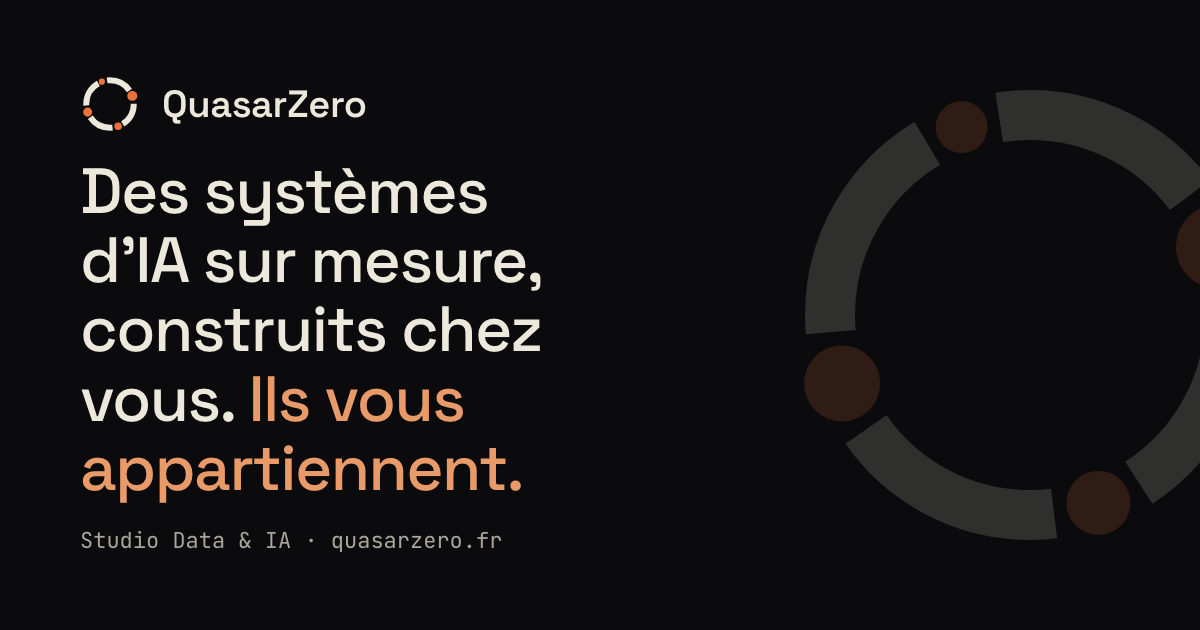 QuasarZero
Des systèmes
d’IA sur mesure,
construits chez
vous. Ils vous
appartiennent.
Studio Data & IA · quasarzero.fr